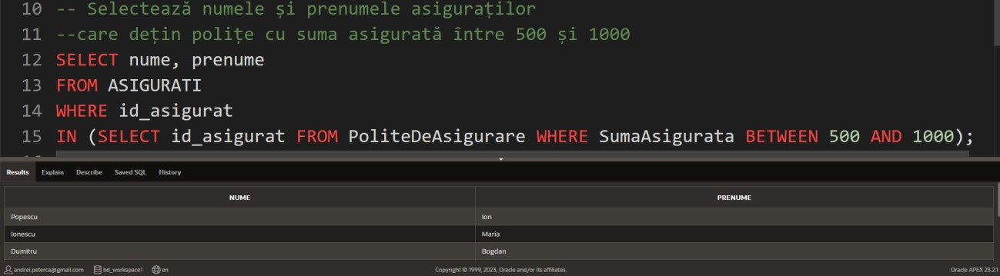 10 -- Selectează numele și prenumele asiguraților
11 --care dețin polițe cu suma asigurată între 500 și 1000
12 SELECT nume, prenume
13 FROM ASIGURATI
14 WHERE id_asigurat
15 IN (SELECT id_asigurat FROM PoliteDeAsigurare WHERE SumaAsigurata BETWEEN 500 AND 1000);
Results Explain Describe Saved SQL History
NUME PRENUME
Popescu Ion
Ionescu Maria
Dumitru Bogdan
andrei.peterca@gmail.com bd_workspace1 en Copyright © 1999, 2023, Oracle and/or its affiliates. Oracle APEX 23.2.1